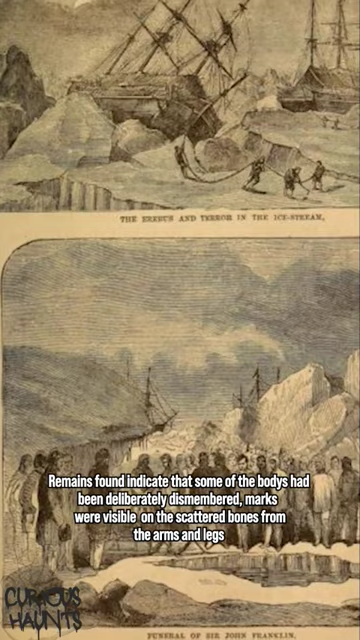 THE EREBUS AND TERROR IN THE ICE-STREAM.
Remains found indicate that some of the bodys had
been deliberately dismembered, marks
were visible on the scattered bones from
the arms and legs
CURIOUS
HAUNTS
FUNERAL OF SIR JOHN FRANKLIN.